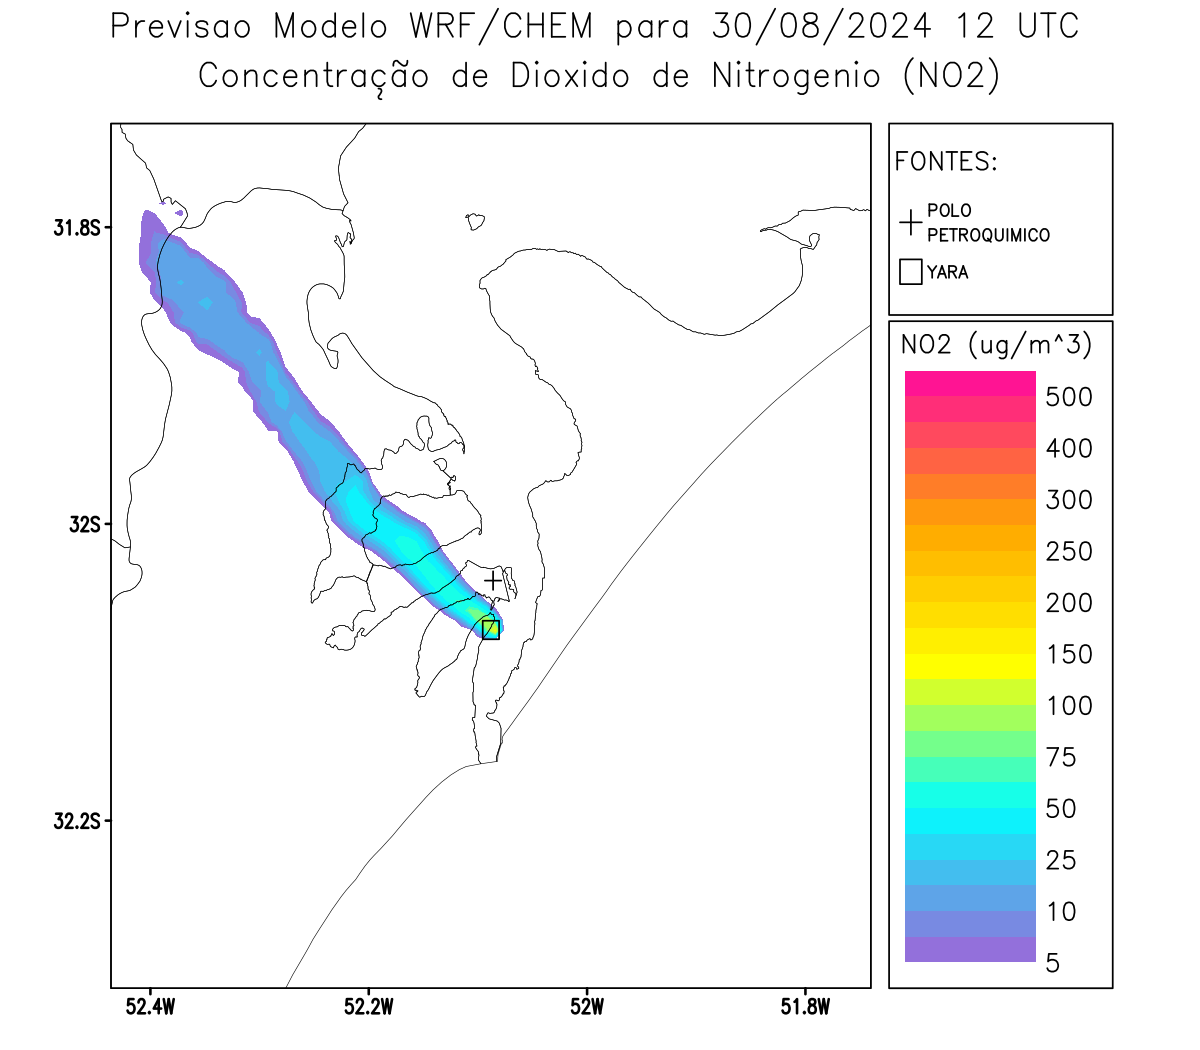 Previsao Modelo WRF/CHEM para 30/08/2024 12 UTC
Concentração de Dioxido de Nitrogenio (NO2)
FONTES:
POLO
PETROQUIMICO
YARA
31.8S
32S
32.2S
52.4W
52.2W
52W
51.8W
NO2 (ug/m^3)
500
400
300
250
200
150
100
75
50
25
10
5